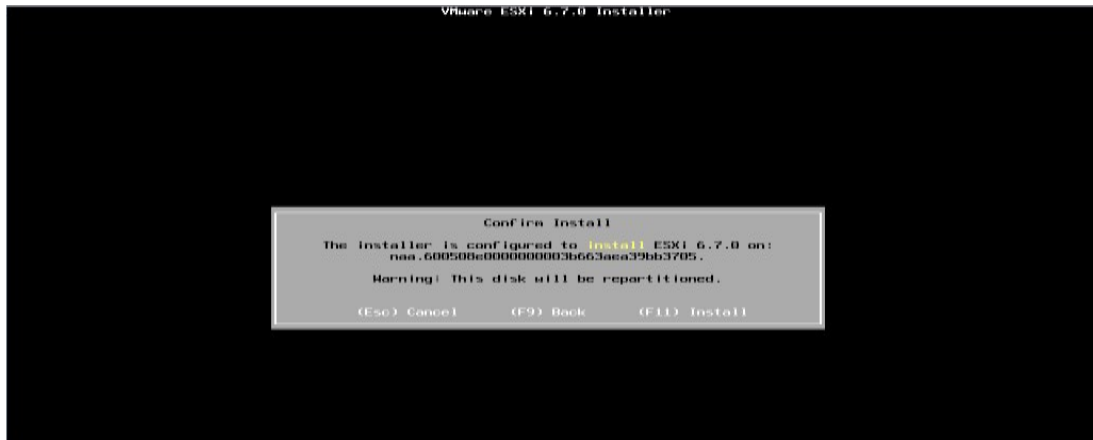 VMware ESXi 6.7.0 Installer
Confirm Install
The installer is configured to install ESXi 6.7.0 on:
naa.600508e0000000003b663aea39bb3705.
Warning: This disk will be repartitioned.
(Esc) Cancel (F9) Back (F11) Install